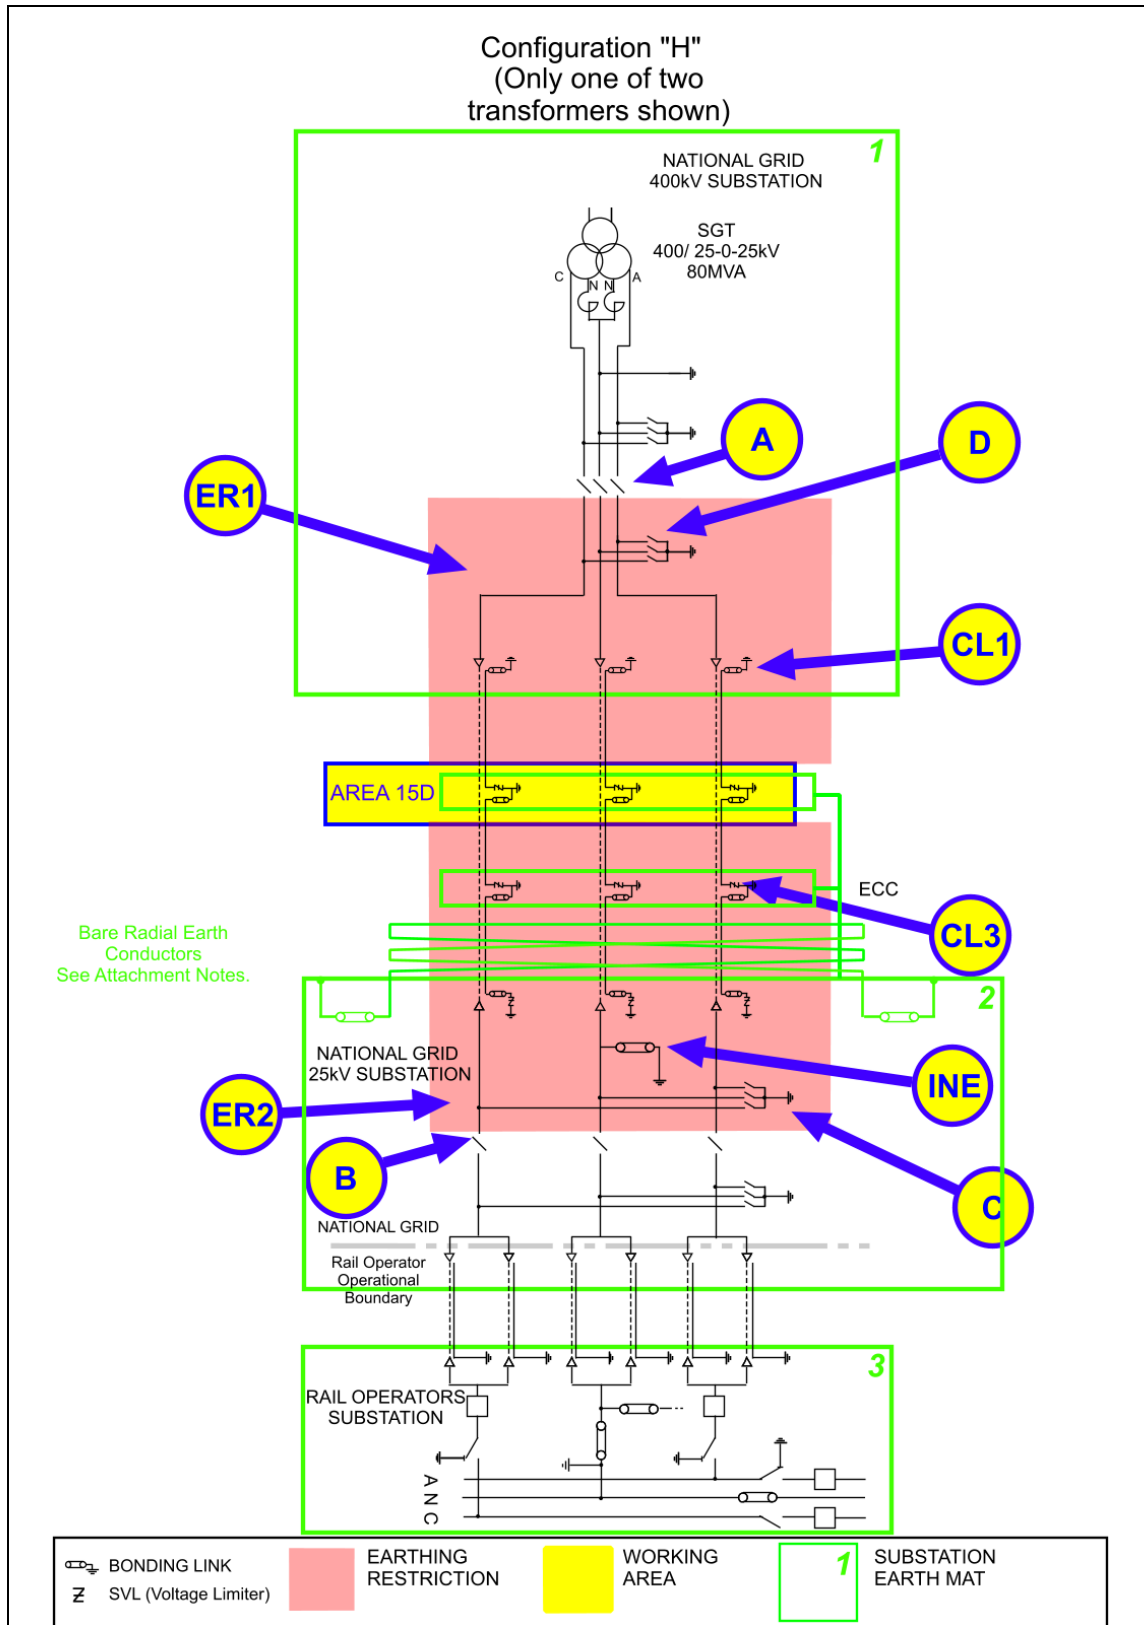 Configuration "H"
(Only one of two
transformers shown)
1
NATIONAL GRID
400kV SUBSTATION
SGT
400/ 25-0-25kV
80MVA
C
N
N
A
A
D
ER1
CL1
AREA 15D
ECC
CL3
Bare Radial Earth
Conductors
See Attachment Notes.
2
NATIONAL GRID
25kV SUBSTATION
INE
ER2
B
C
NATIONAL GRID
Rail Operator
Operational
Boundary
3
RAIL OPERATORS
SUBSTATION
A
N
C
BONDING LINK
SVL (Voltage Limiter)
EARTHING
RESTRICTION
WORKING
AREA
1
SUBSTATION
EARTH MAT